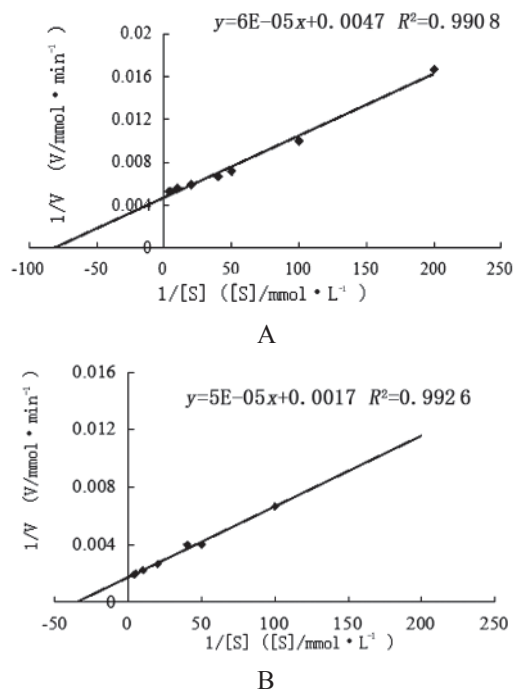 y=6E-05x+0.0047 R²=0.990 8
0.02
0.016
0.012
0.008
0.004
0
-100 -50 0 50 100 150 200 250
1/V (V/mmol•min⁻¹)
1/[S] ([S]/mmol•L⁻¹)
A
y=5E-05x+0.0017 R²=0.992 6
0.016
0.012
0.008
0.004
0
-50 0 50 100 150 200 250
1/V (V/mmol•min⁻¹)
1/[S] ([S]/mmol•L⁻¹)
B